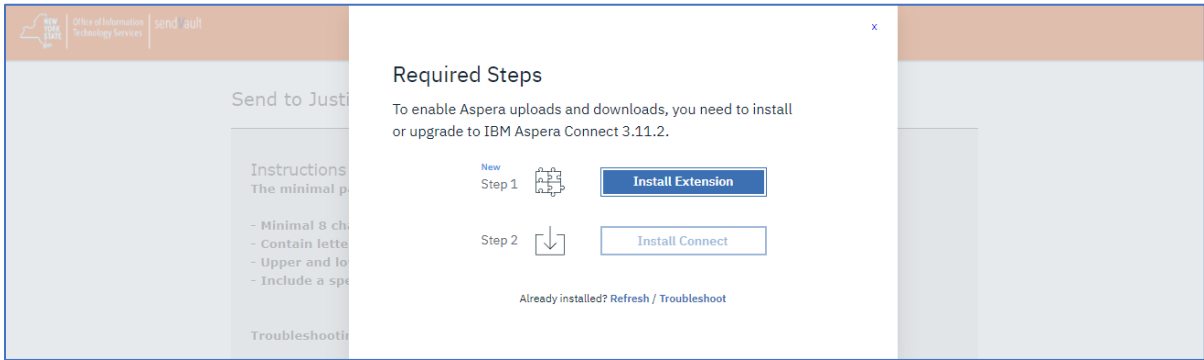 NEW
YORK
STATE
Office of Information
Technology Services
sendVault
x
Required Steps
To enable Aspera uploads and downloads, you need to install
or upgrade to IBM Aspera Connect 3.11.2.
New
Step 1
Install Extension
Step 2
Install Connect
Already installed? Refresh / Troubleshoot
Send to Justi
Instructions
The minimal p
- Minimal 8 cha
- Contain lette
- Upper and lo
- Include a spe
Troubleshootin